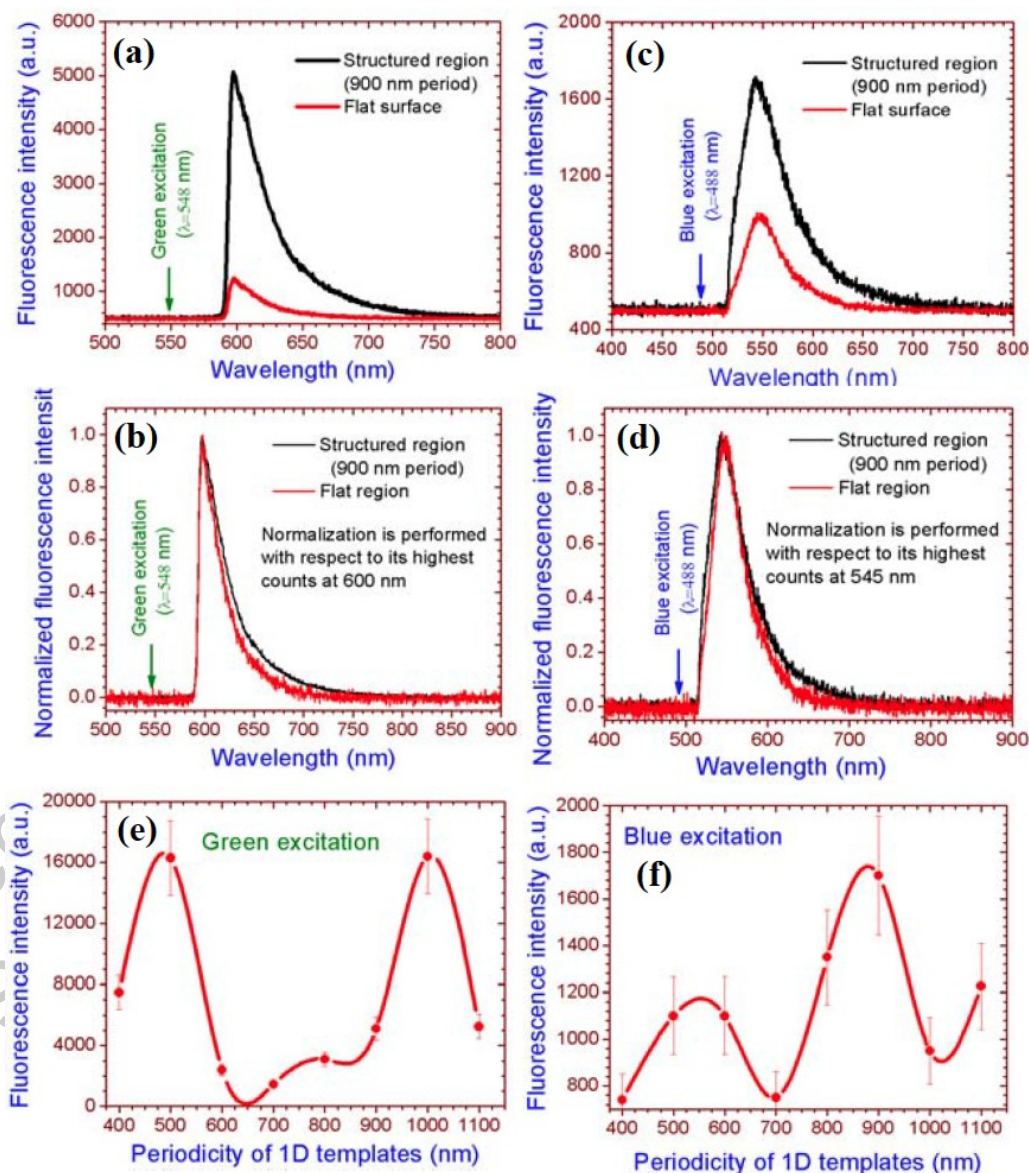 (a)
Structured region
(900 nm period)
Flat surface
Green excitation
(λ=548 nm)
Fluorescence intensity (a.u.)
5000
4000
3000
2000
1000
500 550 600 650 700 750 800
Wavelength (nm)
(c)
Structured region
(900 nm period)
Flat surface
Blue excitation
(λ=488 nm)
Fluorescence intensity (a.u.)
2000
1600
1200
800
400
400 450 500 550 600 650 700 750 800
Wavelength (nm)
(b)
Structured region
(900 nm period)
Flat region
Normalization is performed
with respect to its highest
counts at 600 nm
Green excitation
(λ=548 nm)
Normalized fluorescence intensit
1.0
0.8
0.6
0.4
0.2
0.0
500 550 600 650 700 750 800 850 900
Wavelength (nm)
(d)
Structured region
(900 nm period)
Flat region
Normalization is performed
with respect to its highest
counts at 545 nm
Blue excitation
(λ=488 nm)
Normalized fluorescence intensity
1.0
0.8
0.6
0.4
0.2
0.0
400 500 600 700 800 900
Wavelength (nm)
(e)
Green excitation
Fluorescence intensity (a.u.)
20000
16000
12000
8000
4000
0
400 500 600 700 800 900 1000 1100
Periodicity of 1D templates (nm)
Blue excitation
(f)
Fluorescence intensity (a.u.)
2000
1800
1600
1400
1200
1000
800
400 500 600 700 800 900 1000 1100
Periodicity of 1D templates (nm)